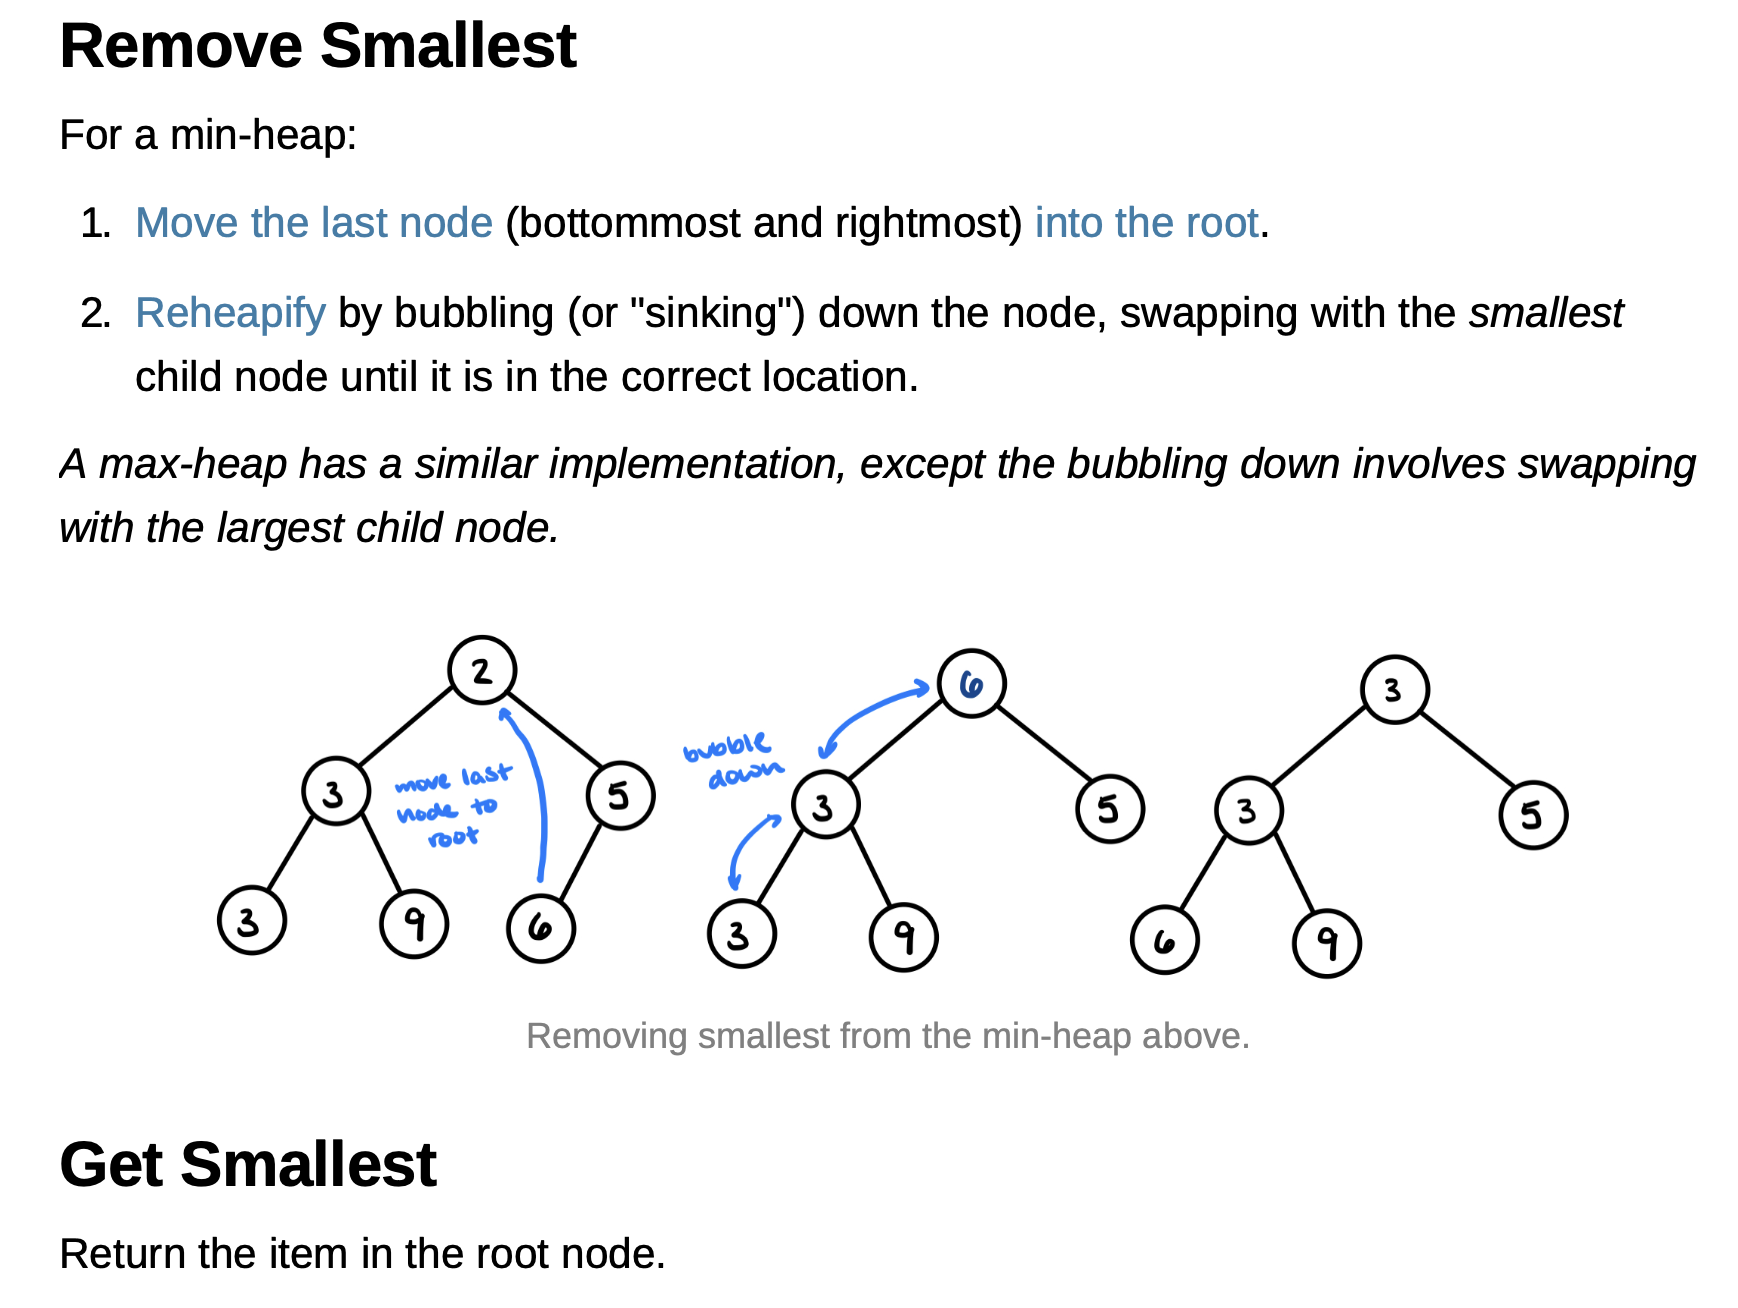 Remove Smallest
For a min-heap:
1. Move the last node (bottommost and rightmost) into the root.
2. Reheapify by bubbling (or "sinking") down the node, swapping with the smallest
child node until it is in the correct location.
A max-heap has a similar implementation, except the bubbling down involves swapping
with the largest child node.
2
3
5
move last
node to
root
3
9
6
6
bubble
down
3
5
3
9
3
3
5
6
9
Removing smallest from the min-heap above.
Get Smallest
Return the item in the root node.